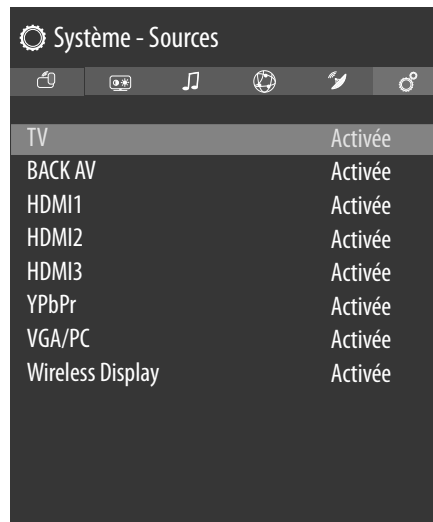 Système - Sources
TV Activée
BACK AV Activée
HDMI1 Activée
HDMI2 Activée
HDMI3 Activée
YPbPr Activée
VGA/PC Activée
Wireless Display Activée